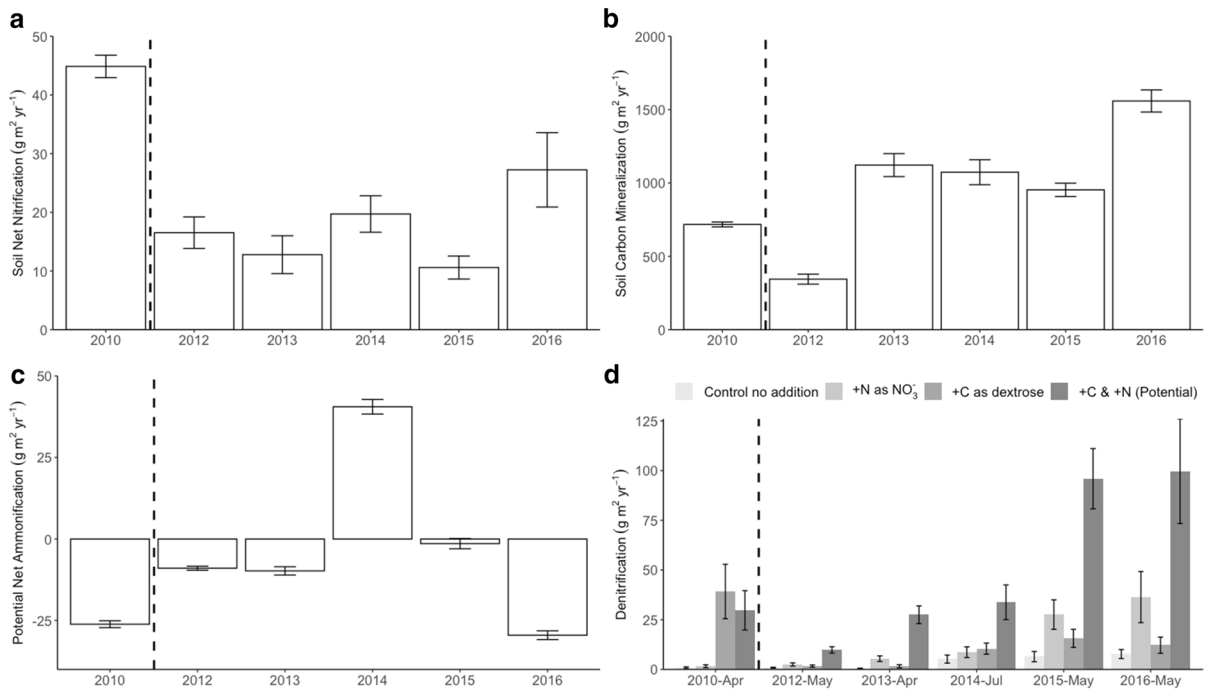 a
Soil Net Nitrification (g m² yr⁻¹)
50
40
30
20
10
0
2010 2012 2013 2014 2015 2016
b
Soil Carbon Mineralization (g m² yr⁻¹)
2000
1500
1000
500
0
2010 2012 2013 2014 2015 2016
c
Potential Net Ammonification (g m² yr⁻¹)
50
25
0
-25
2010 2012 2013 2014 2015 2016
d
Control no addition +N as NO₃⁻ +C as dextrose +C & +N (Potential)
Denitrification (g m² yr⁻¹)
125
100
75
50
25
0
2010-Apr 2012-May 2013-Apr 2014-Jul 2015-May 2016-May